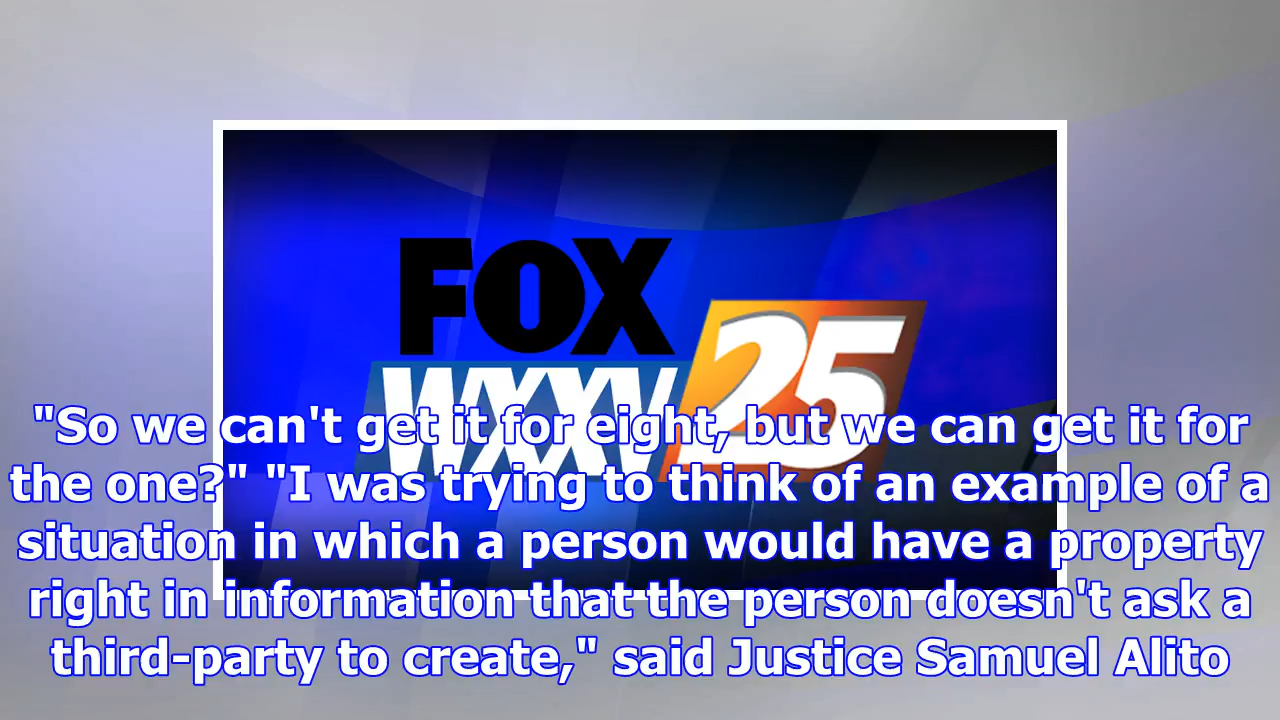 FOX
WXXV 25
"So we can't get it for eight, but we can get it for
the one?" "I was trying to think of an example of a
situation in which a person would have a property
right in information that the person doesn't ask a
third-party to create," said Justice Samuel Alito